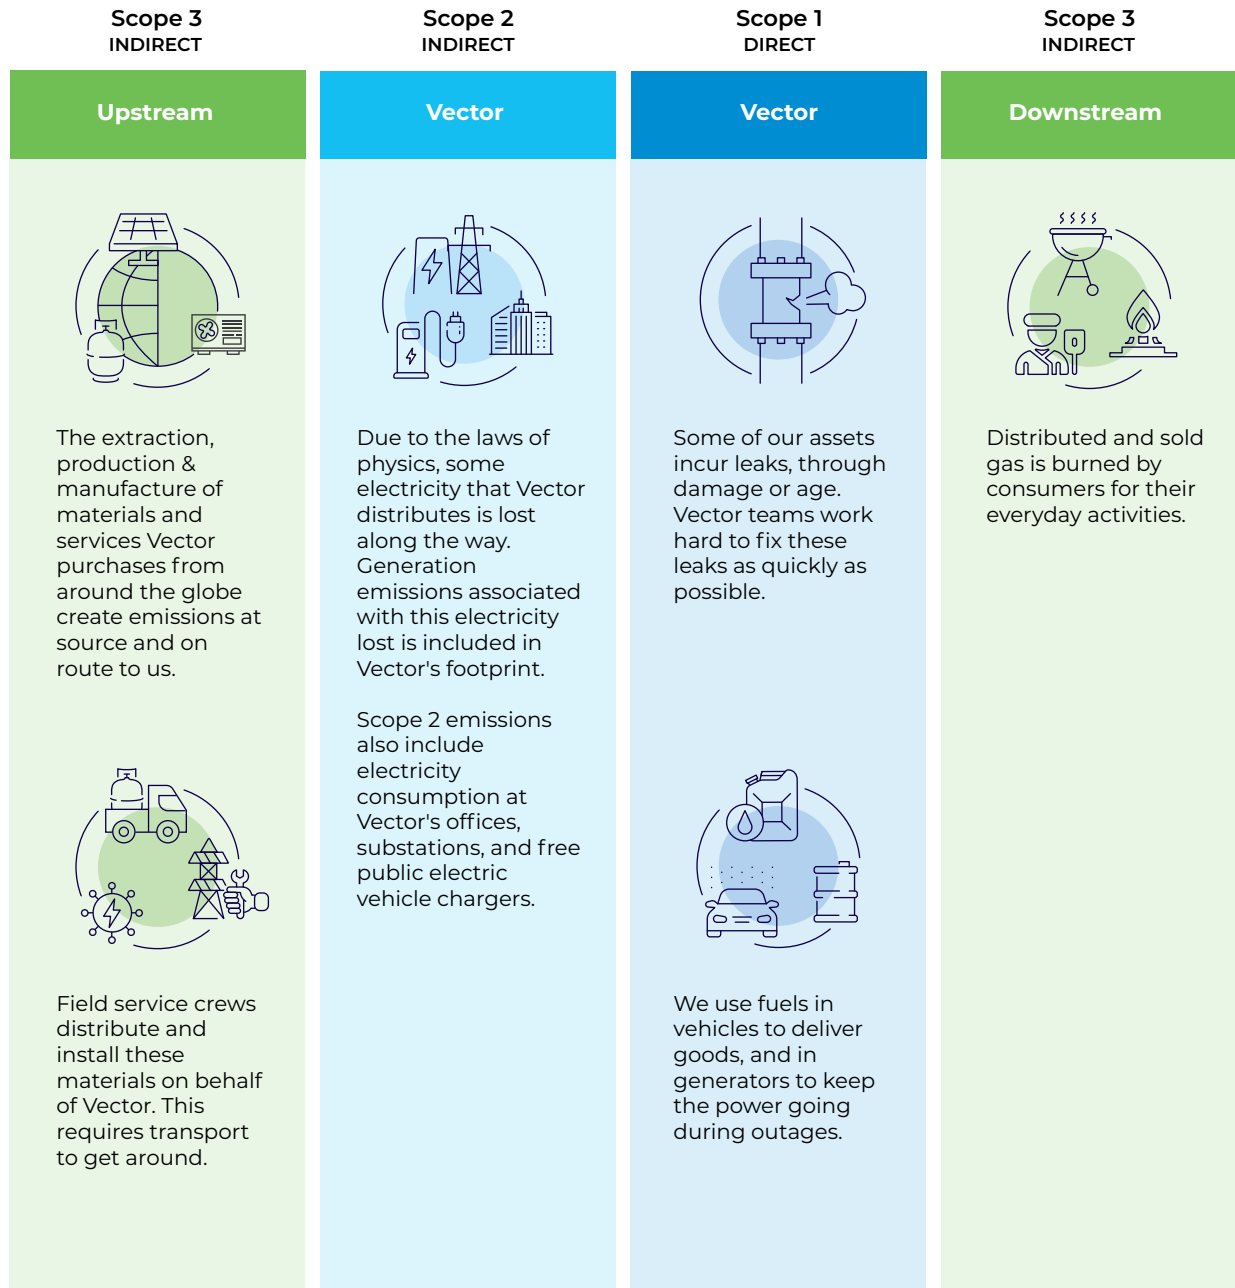 Scope 3
INDIRECT
Upstream
The extraction,
production &
manufacture of
materials and
services Vector
purchases from
around the globe
create emissions at
source and on
route to us.
Field service crews
distribute and
install these
materials on behalf
of Vector. This
requires transport
to get around.
Scope 2
INDIRECT
Vector
Due to the laws of
physics, some
electricity that Vector
distributes is lost
along the way.
Generation
emissions associated
with this electricity
lost is included in
Vector's footprint.
Scope 2 emissions
also include
electricity
consumption at
Vector's offices,
substations, and free
public electric
vehicle chargers.
Scope 1
DIRECT
Vector
Some of our assets
incur leaks, through
damage or age.
Vector teams work
hard to fix these
leaks as quickly as
possible.
We use fuels in
vehicles to deliver
goods, and in
generators to keep
the power going
during outages.
Scope 3
INDIRECT
Downstream
Distributed and sold
gas is burned by
consumers for their
everyday activities.